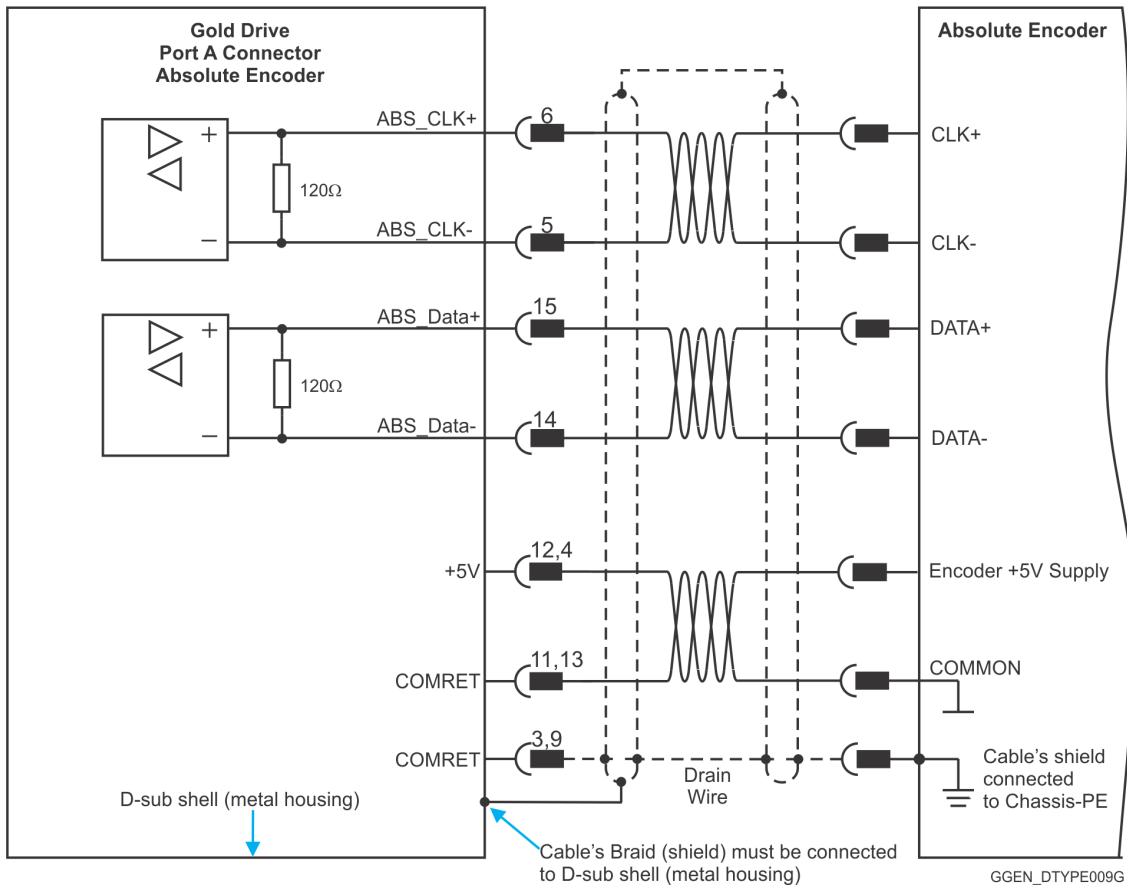 Gold Drive
Port A Connector
Absolute Encoder
Absolute Encoder
ABS_CLK+
6
CLK+
+
120Ω
ABS_CLK-
5
CLK-
−
ABS_Data+
15
DATA+
+
120Ω
ABS_Data-
14
DATA-
−
+5V
12,4
Encoder +5V Supply
COMRET
11,13
COMMON
COMRET
3,9
Drain
Wire
Cable's shield
connected
to Chassis-PE
D-sub shell (metal housing)
Cable's Braid (shield) must be connected
to D-sub shell (metal housing)
GGEN_DTYPE009G